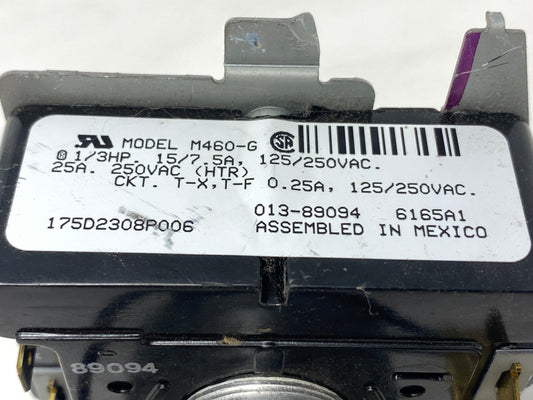 MODEL M460-G
1/3HP. 15/7.5A, 125/250VAC.
25A. 250VAC (HTR)
CKT. T-X,T-F 0.25A, 125/250VAC.
013-89094 6165A1
175D2308P006 ASSEMBLED IN MEXICO
89094